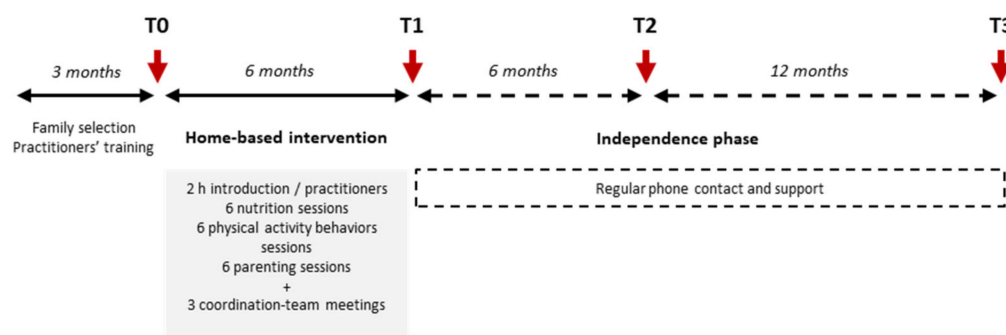 T0 T1 T2 T3
3 months 6 months 6 months 12 months
Family selection
Practitioners' training
Home-based intervention
Independence phase
2 h introduction / practitioners
6 nutrition sessions
6 physical activity behaviors
sessions
6 parenting sessions
+
3 coordination-team meetings
Regular phone contact and support